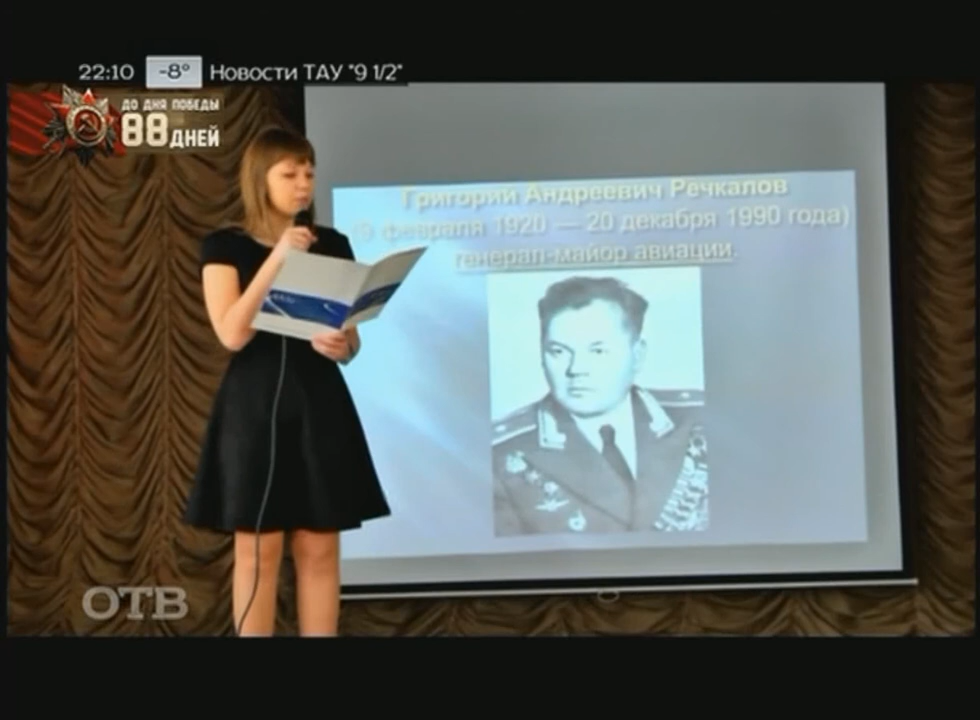 22:10 -8° Новости ТАУ "9 1/2"
ДО ДНЯ ПОБЕДЫ
88 ДНЕЙ
Григорий Андреевич Речкалов
(9 февраля 1920 — 20 декабря 1990 года)
генерал-майор авиации.
ОТВ